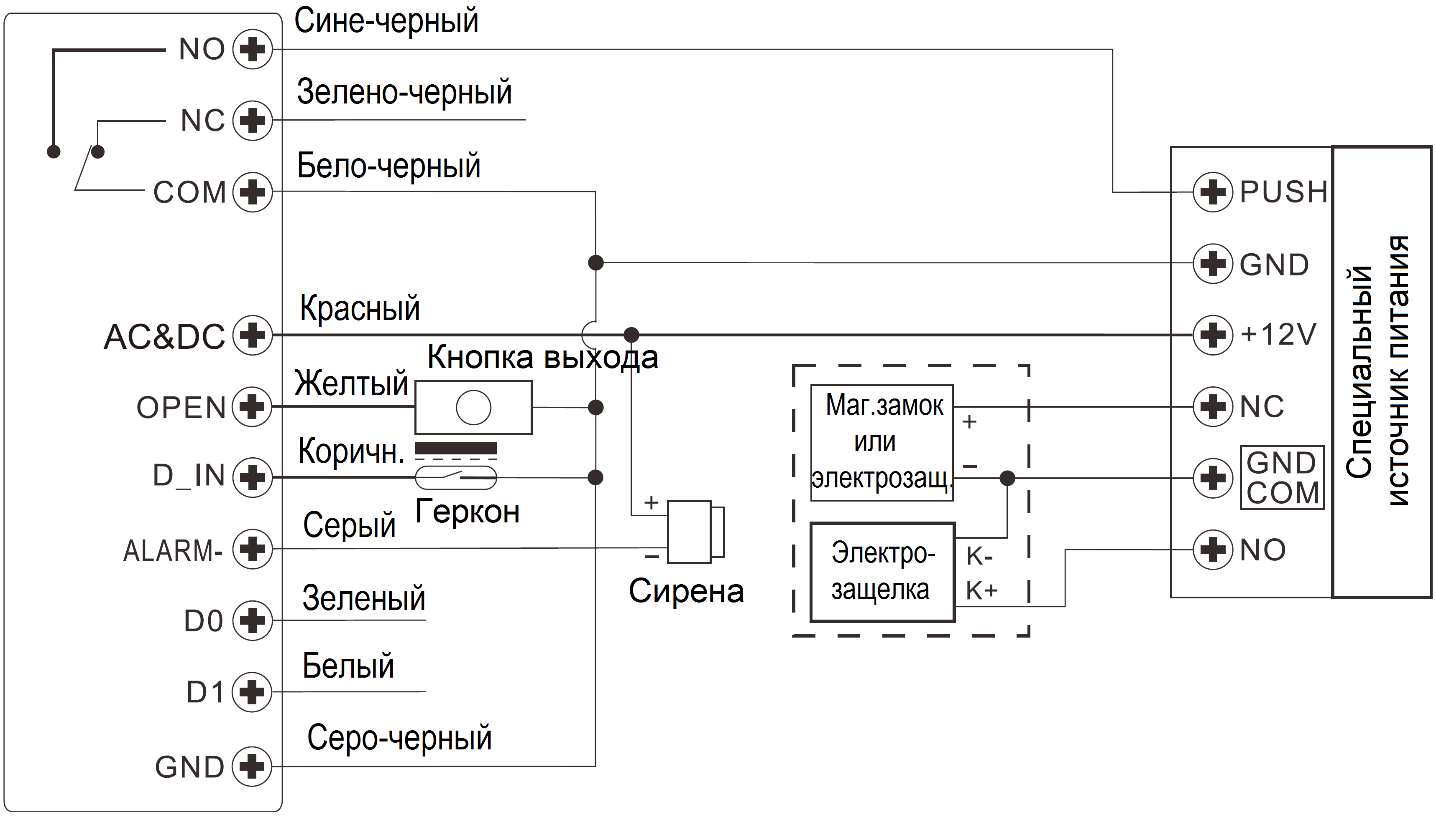 NO
Сине-черный
NC
Зелено-черный
COM
Бело-черный
AC&DC
Красный
OPEN
Желтый
Кнопка выхода
D_IN
Коричн.
Геркон
ALARM-
Серый
+
–
Сирена
D0
Зеленый
D1
Белый
GND
Серо-черный
Маг.замок
или
электрозащ.
+
–
Электро-
защелка
K-
K+
PUSH
GND
+12V
NC
GND
COM
NO
Специальный
источник питания